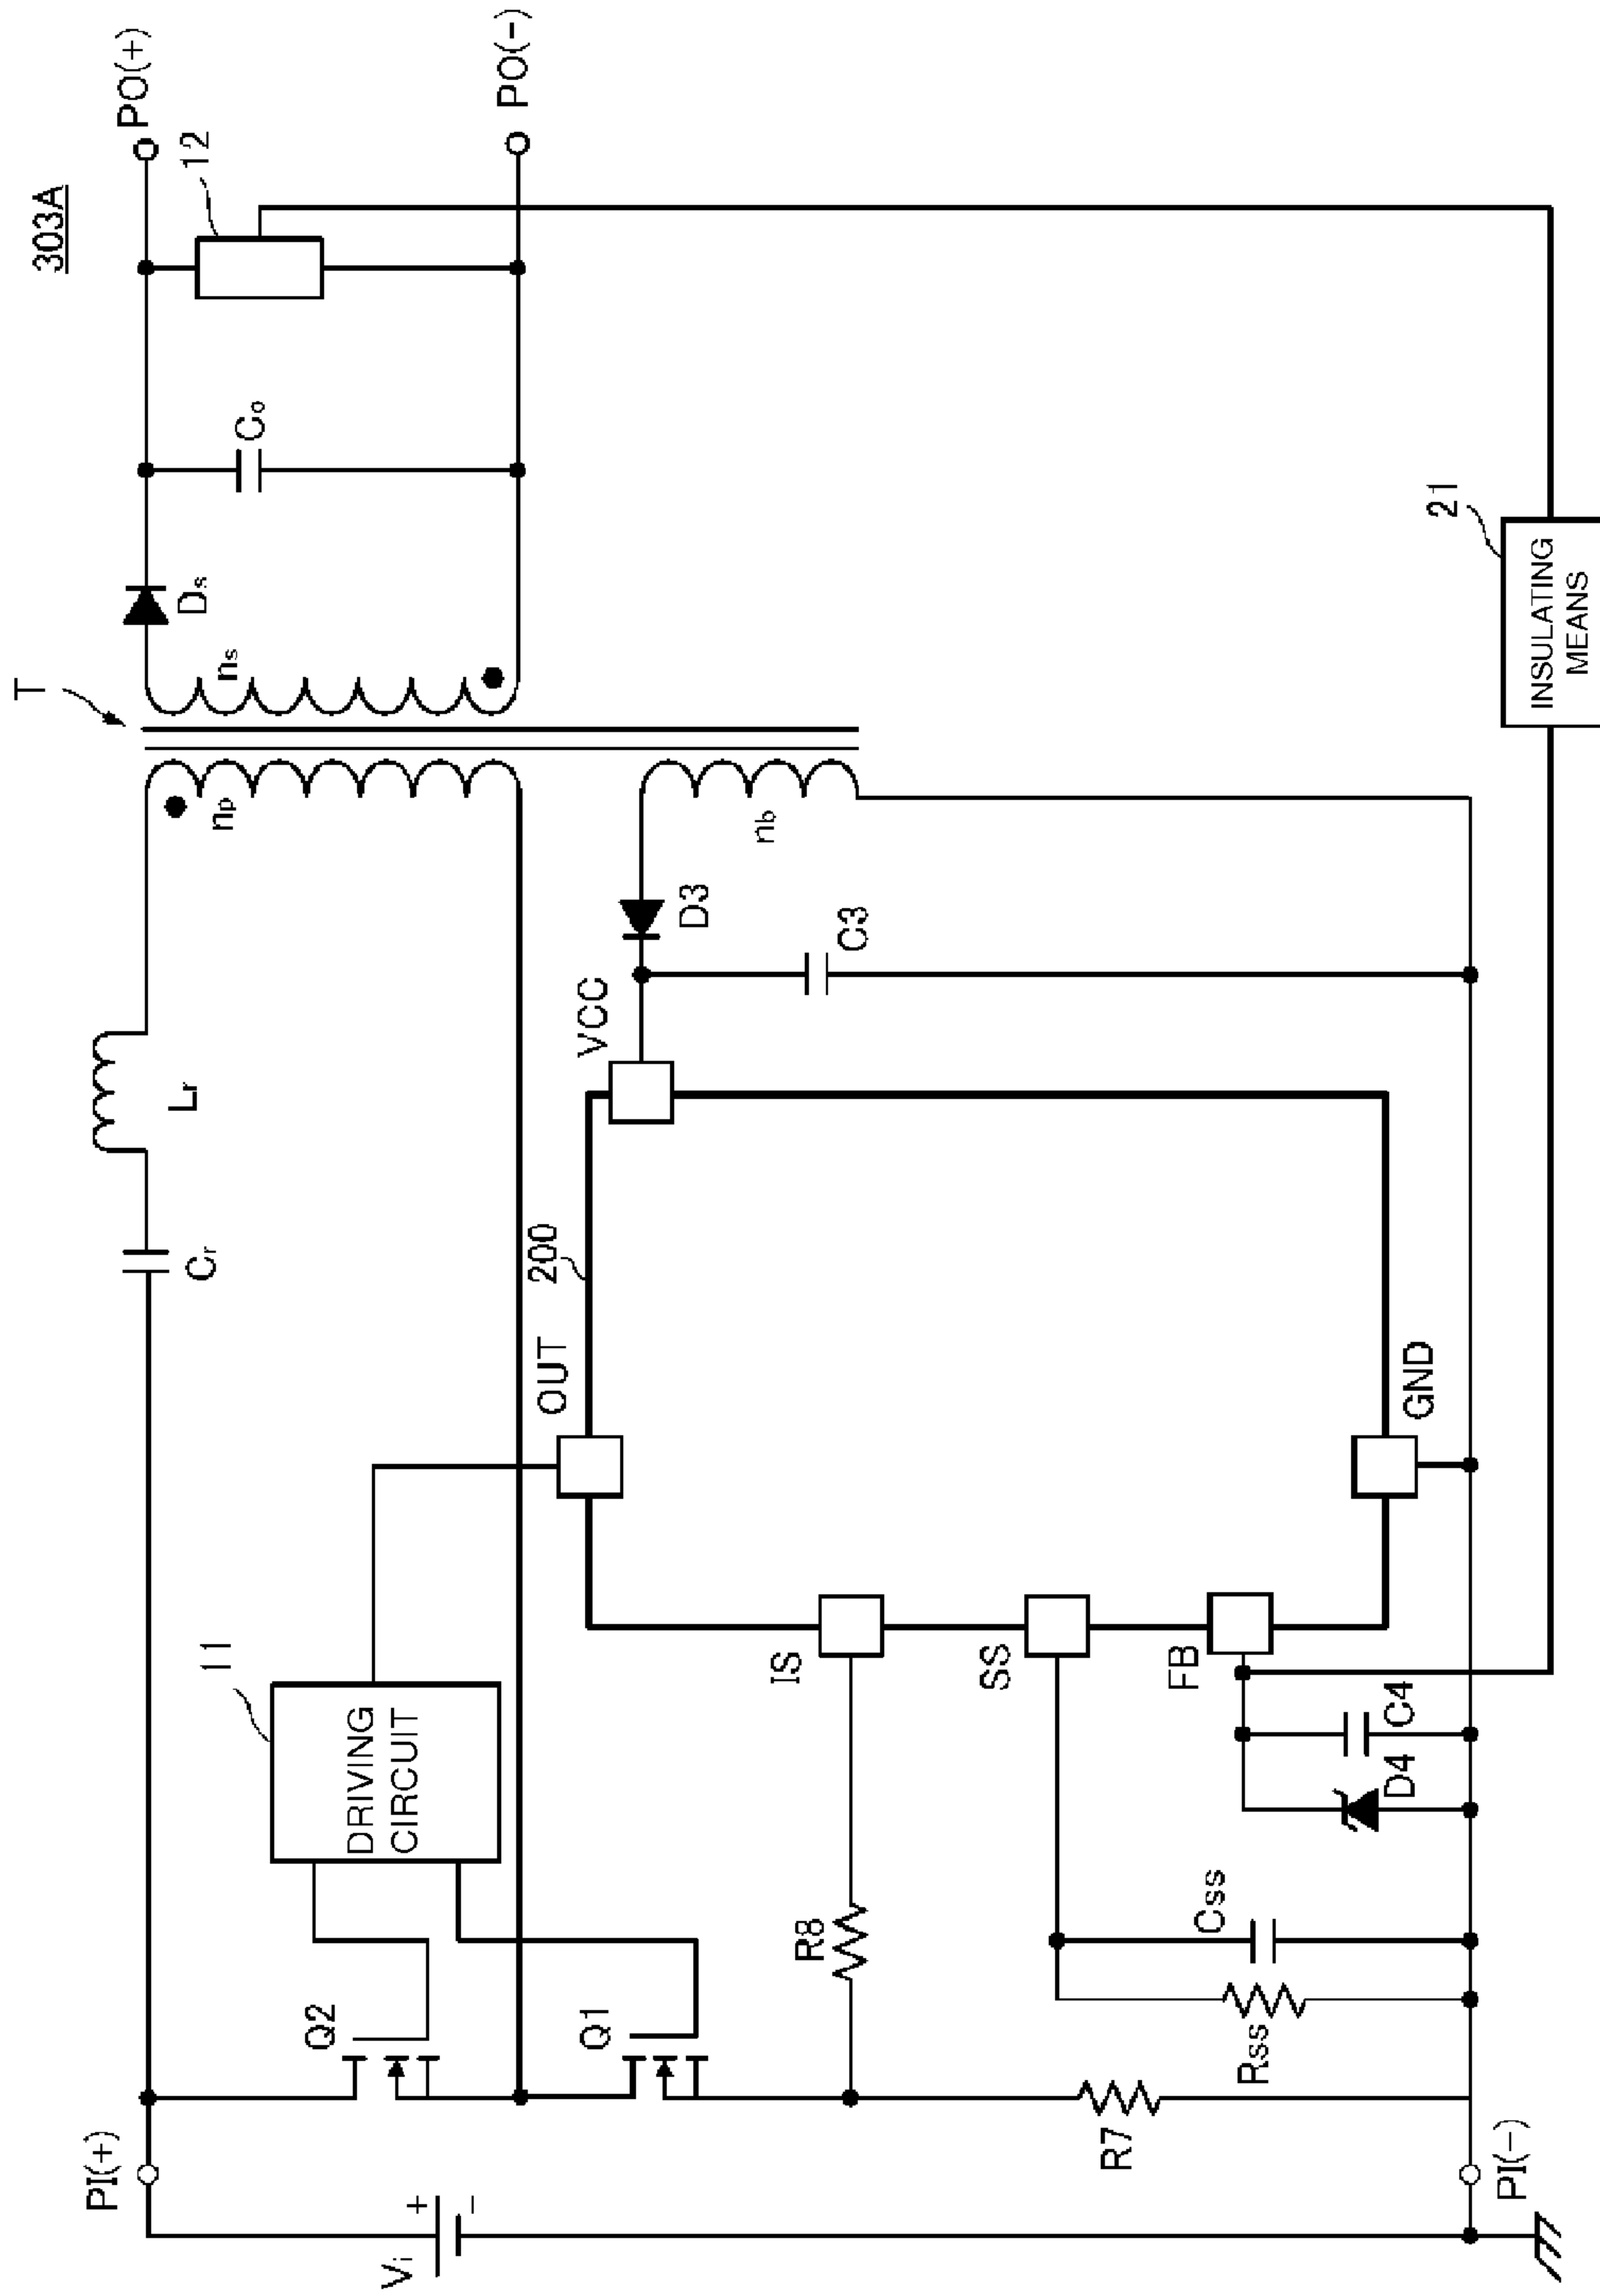 303A
T
PI(+)
Cr
Lr
np
ns
Ds
Co
12
PO(+)
PO(-)
Vi
+
-
Q2
11
DRIVING
CIRCUIT
Q1
OUT
200
VCC
D3
nb
C3
R8
IS
SS
FB
GND
R7
Rss
Css
D4
C4
PI(-)
21
INSULATING
MEANS